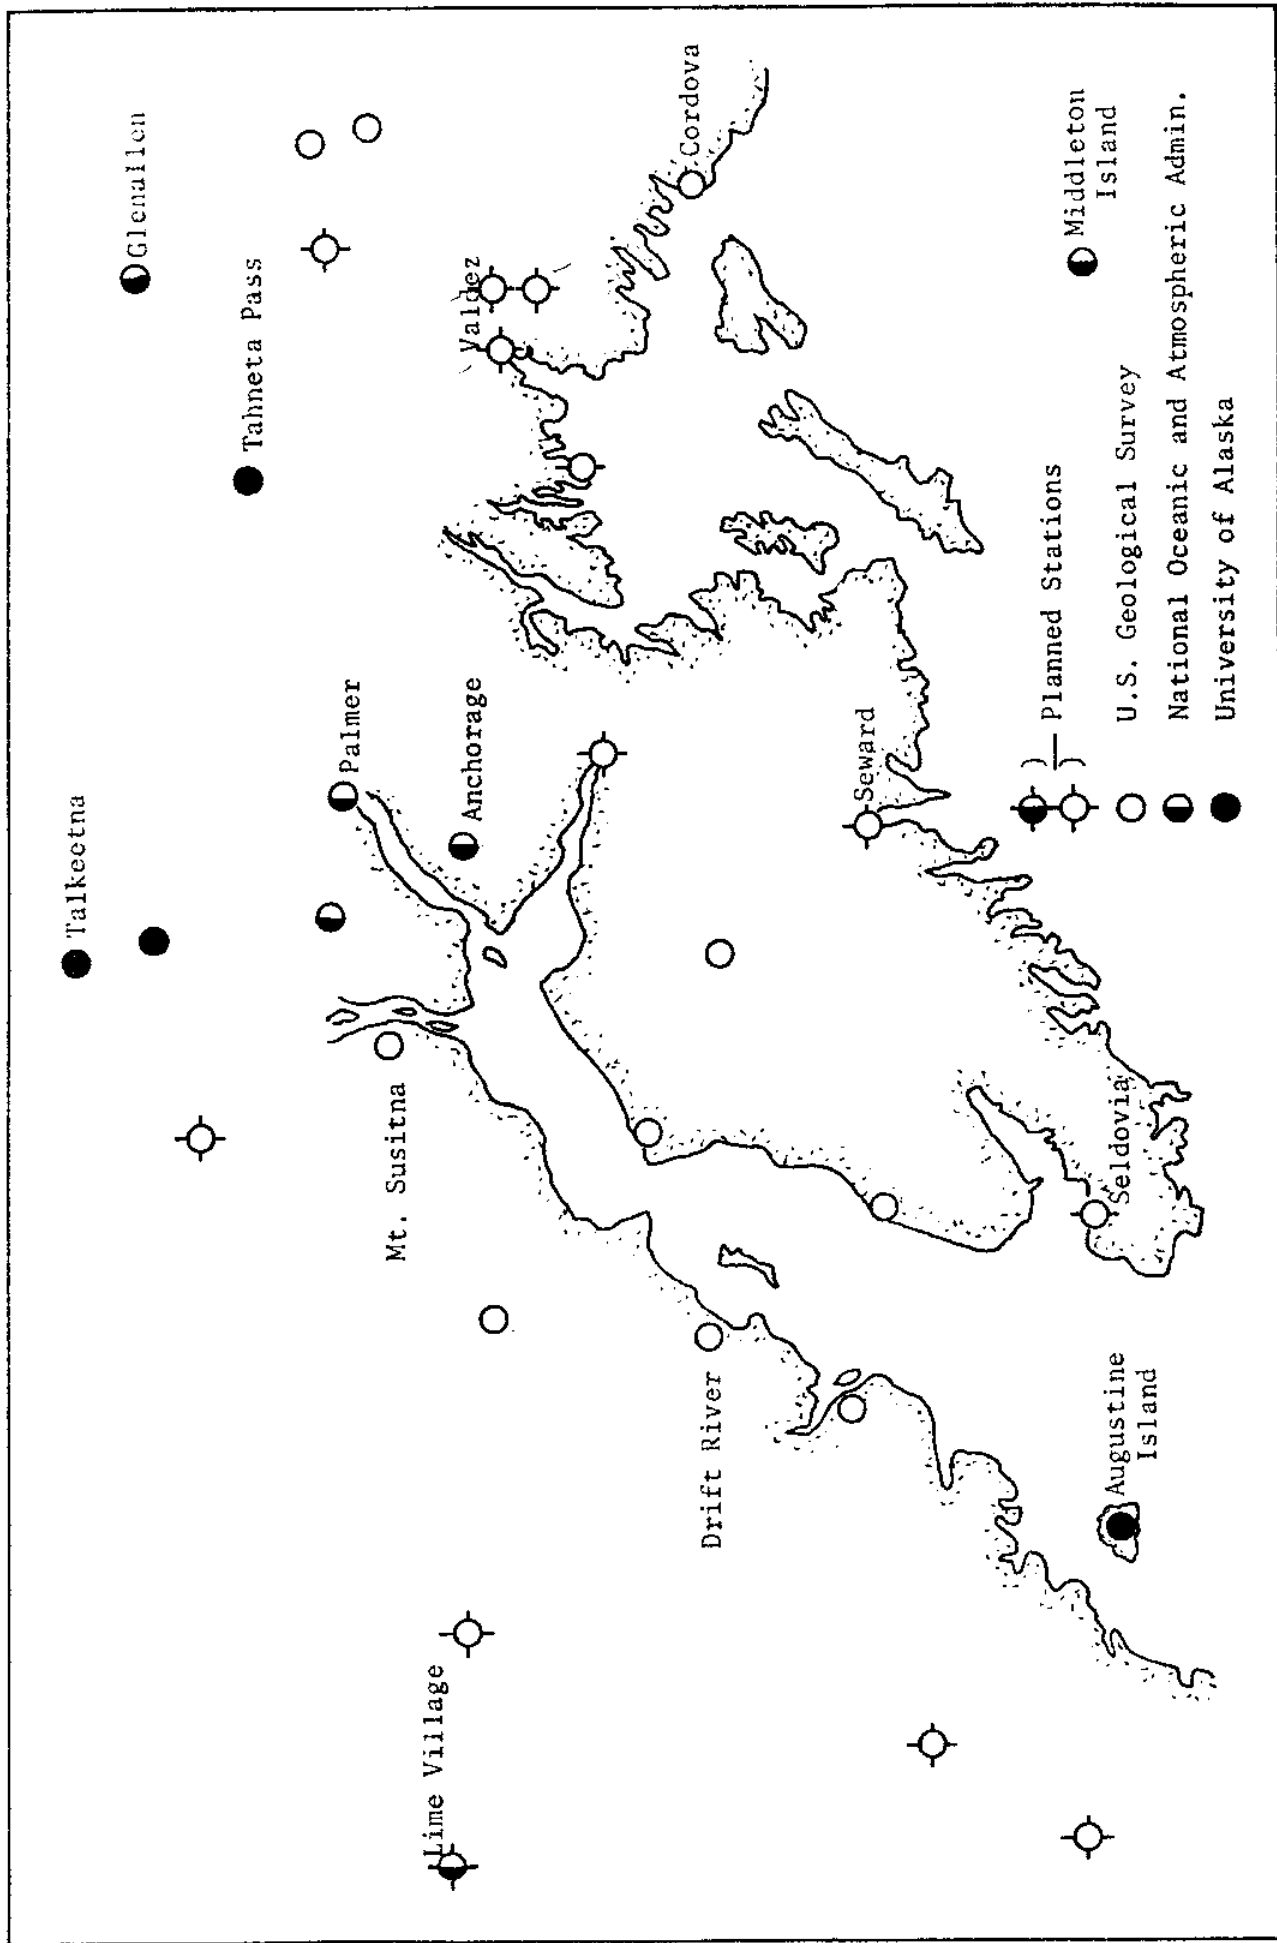 Talkeetna
Glenallen
Tahneta Pass
Palmer
Mt. Susitna
Anchorage
Valdez
Lime Village
Cordova
Drift River
Seward
Seldovia
Augustine
Island
Middleton
Island
Planned Stations
U.S. Geological Survey
National Oceanic and Atmospheric Admin.
University of Alaska